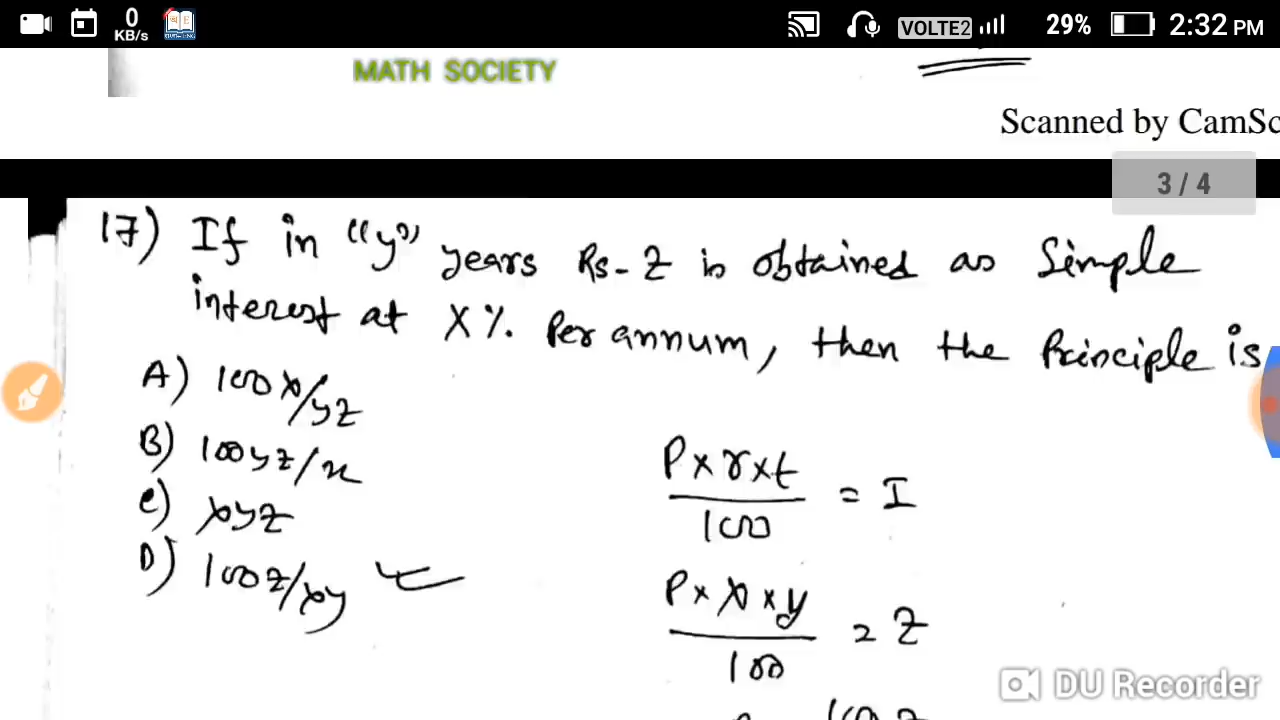 0
KB/s
VOLTE2
29%
2:32 PM
MATH SOCIETY
Scanned by CamSc
3 / 4
17) If in "y" years Rs- Z is obtained as Simple
interest at X%. Per annum, then the Principle is
A) 100x/yz
B) 100yz/x
C) xyz
D) 100z/xy
P×r×t
100
= I
P× x ×y
100
= Z
100 Z
DU Recorder